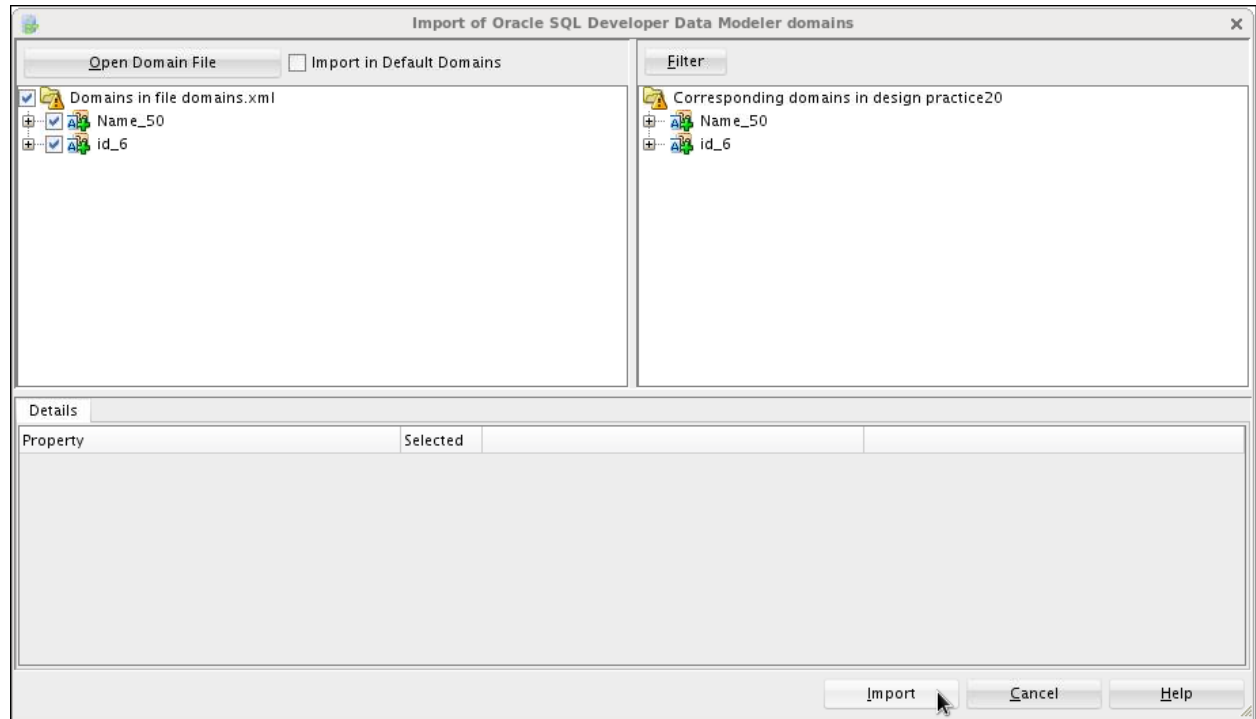 Import of Oracle SQL Developer Data Modeler domains
Open Domain File
Import in Default Domains
Filter
Domains in file domains.xml
Name_50
id_6
Corresponding domains in design practice20
Name_50
id_6
Details
Property
Selected
Import
Cancel
Help